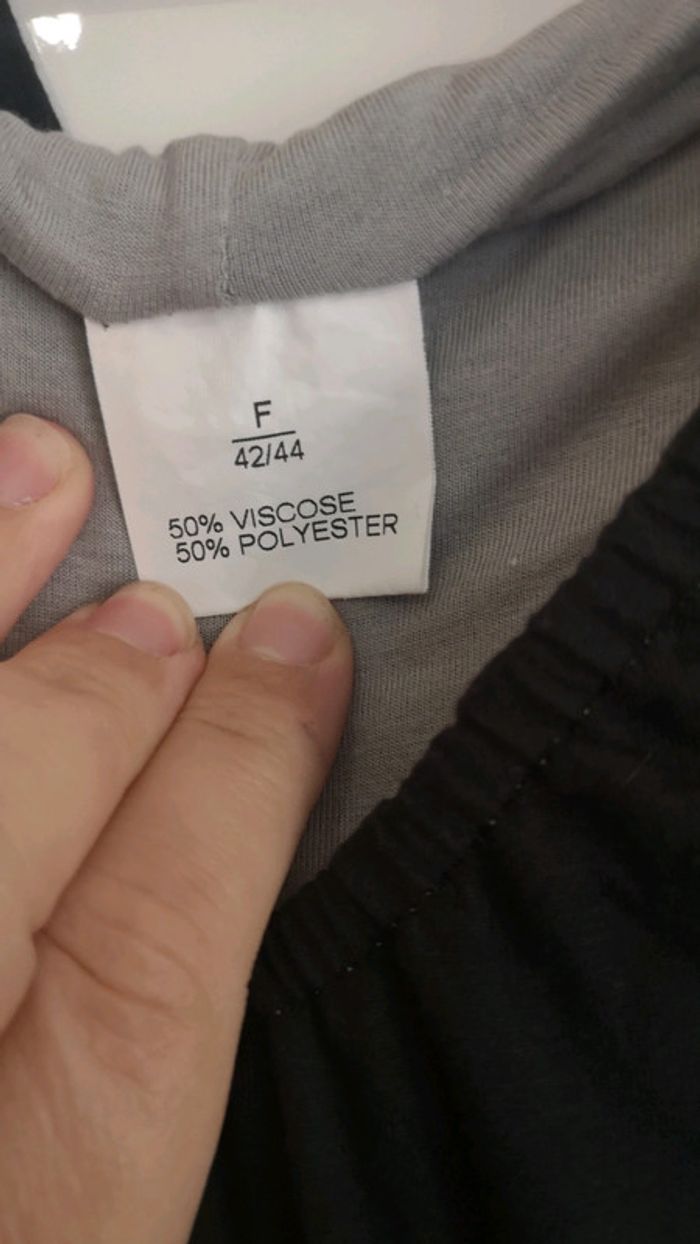 F
42/44
50% VISCOSE
50% POLYESTER